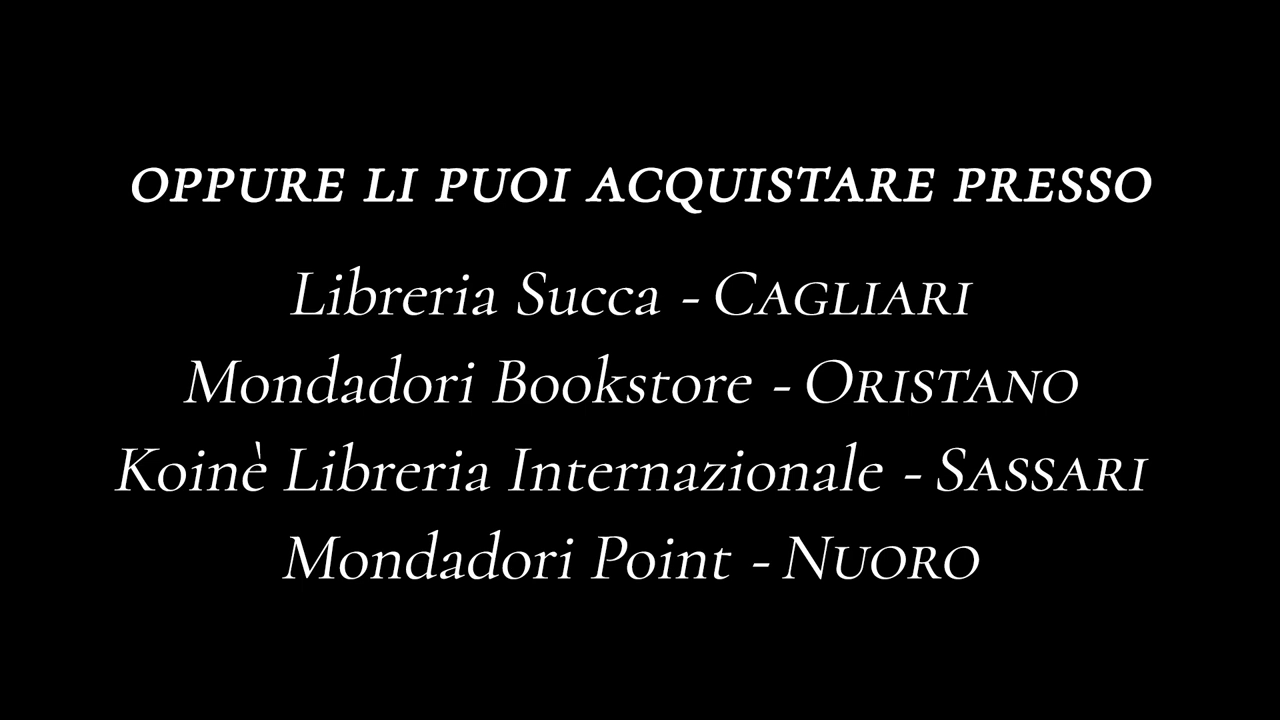 OPPURE LI PUOI ACQUISTARE PRESSO
Libreria Succa - CAGLIARI
Mondadori Bookstore - ORISTANO
Koinè Libreria Internazionale - SASSARI
Mondadori Point - NUORO